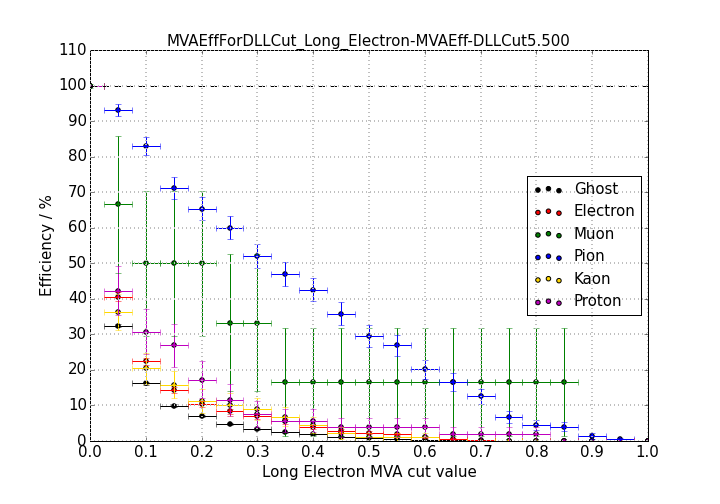 MVAEffForDLLCut_Long_Electron-MVAEff-DLLCut5.500
110
100
90
80
70
60
50
40
30
20
10
0
Efficiency / %
Ghost
Electron
Muon
Pion
Kaon
Proton
0.0 0.1 0.2 0.3 0.4 0.5 0.6 0.7 0.8 0.9 1.0
Long Electron MVA cut value